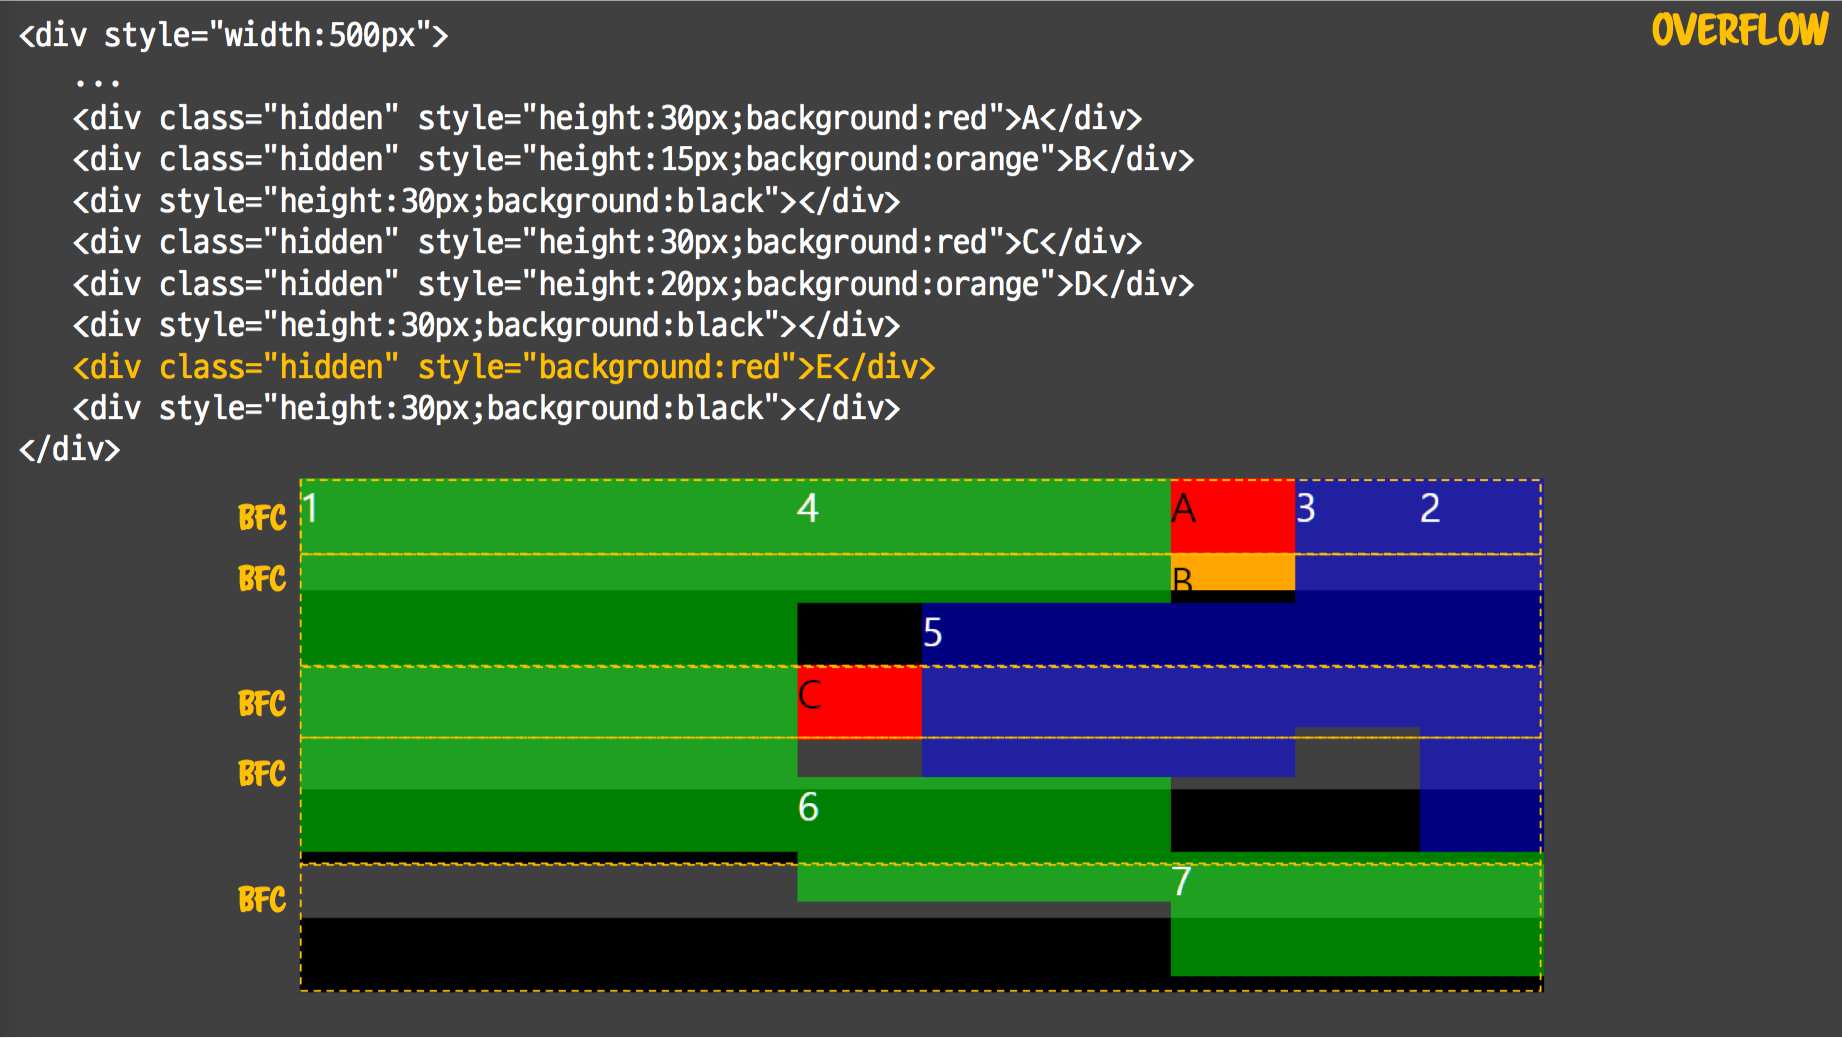 OVERFLOW
<div style="width:500px">
...
<div class="hidden" style="height:30px;background:red">A</div>
<div class="hidden" style="height:15px;background:orange">B</div>
<div style="height:30px;background:black"></div>
<div class="hidden" style="height:30px;background:red">C</div>
<div class="hidden" style="height:20px;background:orange">D</div>
<div style="height:30px;background:black"></div>
<div class="hidden" style="background:red">E</div>
<div style="height:30px;background:black"></div>
</div>
BFC 1 4 A 3 2
BFC B
5
BFC C
BFC
6
BFC 7